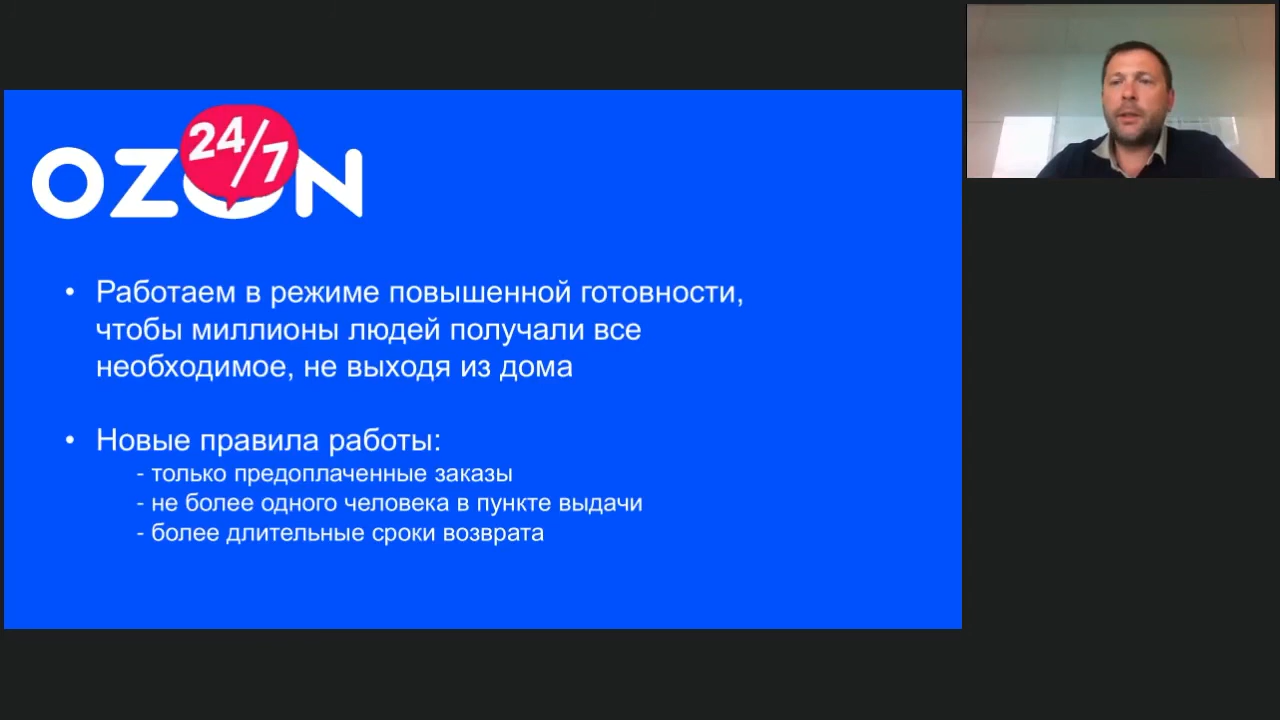 OZON
24/7
• Работаем в режиме повышенной готовности,
чтобы миллионы людей получали все
необходимое, не выходя из дома
• Новые правила работы:
- только предоплаченные заказы
- не более одного человека в пункте выдачи
- более длительные сроки возврата